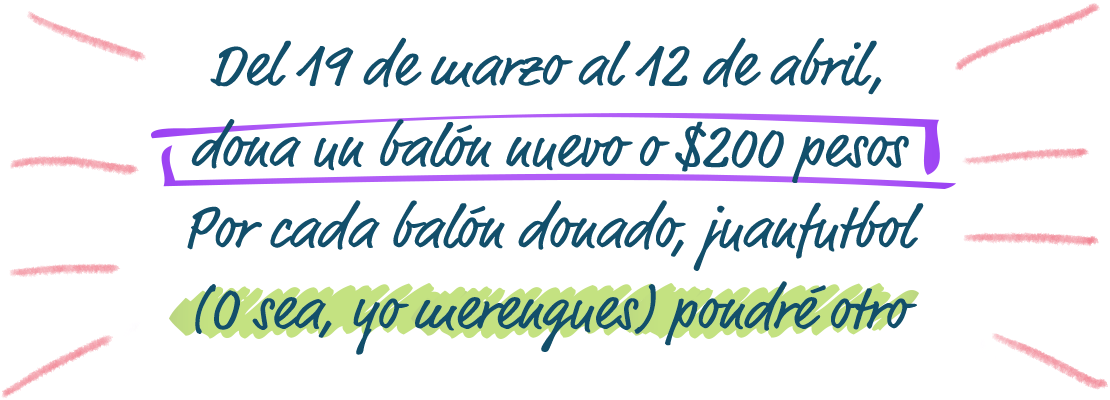 Del 19 de marzo al 12 de abril,
dona un balón nuevo o $200 pesos
Por cada balón donado, juanfutbol
(O sea, yo merengues) pondré otro